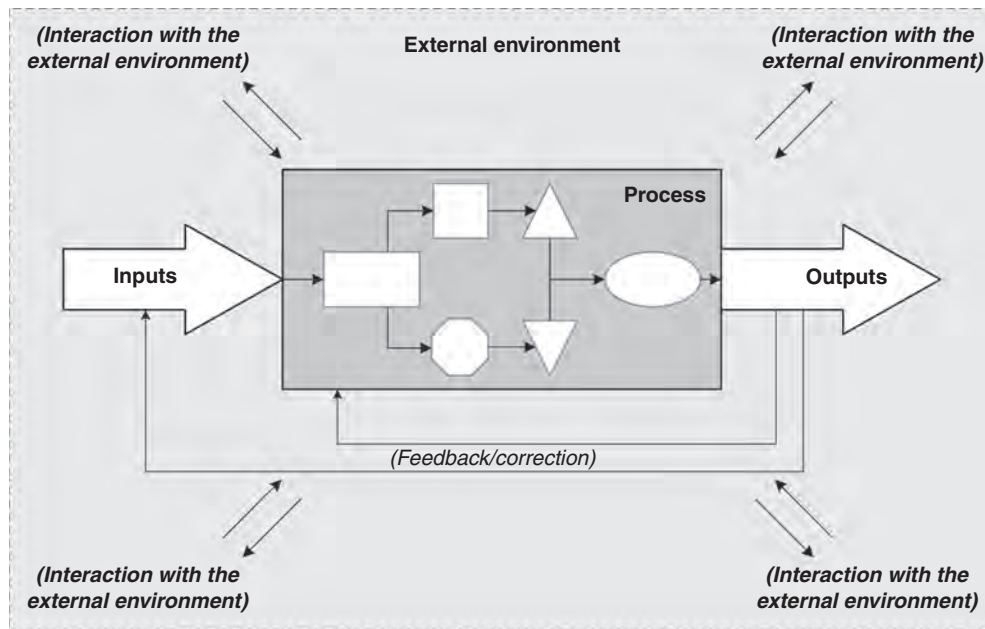 (Interaction with the
external environment)
External environment
(Interaction with the
external environment)
Process
Inputs
Outputs
(Feedback/correction)
(Interaction with the
external environment)
(Interaction with the
external environment)